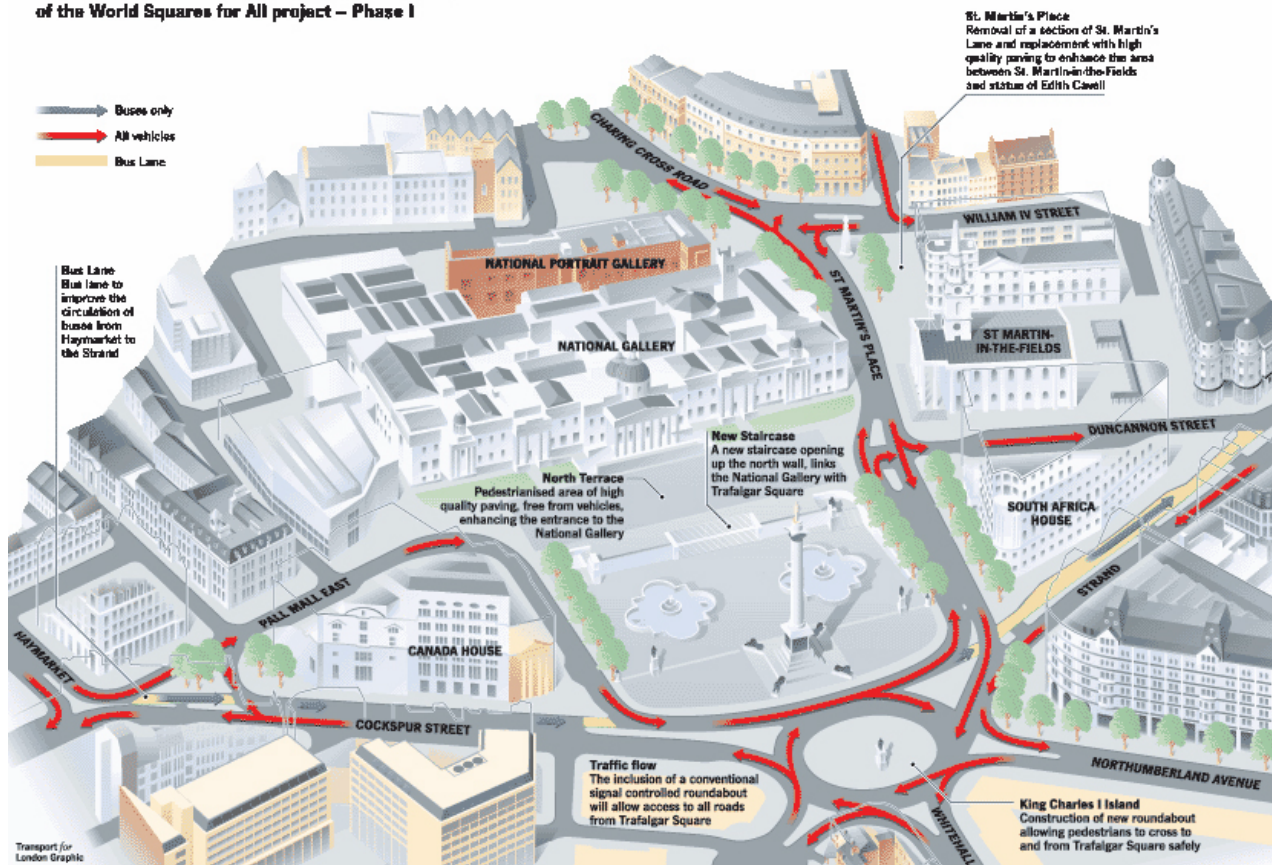 of the World Squares for All project – Phase I
St. Martin's Place
Removal of a section of St. Martin's
Lane and replacement with high
quality paving to enhance the area
between St. Martin-in-the-Fields
and statue of Edith Cavell
Buses only
All vehicles
Bus Lane
CHARING CROSS ROAD
WILLIAM IV STREET
Bus Lane
Bus lane to
improve the
circulation of
buses from
Haymarket to
the Strand
NATIONAL PORTRAIT GALLERY
ST MARTIN'S PLACE
NATIONAL GALLERY
ST MARTIN-
IN-THE-FIELDS
DUNCANNON STREET
New Staircase
A new staircase opening
up the north wall, links
the National Gallery with
Trafalgar Square
North Terrace
Pedestrianised area of high
quality paving, free from vehicles,
enhancing the entrance to the
National Gallery
SOUTH AFRICA
HOUSE
STRAND
PALL MALL EAST
HAYMARKET
CANADA HOUSE
COCKSPUR STREET
NORTHUMBERLAND AVENUE
Traffic flow
The inclusion of a conventional
signal controlled roundabout
will allow access to all roads
from Trafalgar Square
WHITEHALL
King Charles I Island
Construction of new roundabout
allowing pedestrians to cross to
and from Trafalgar Square safely
Transport for
London Graphic